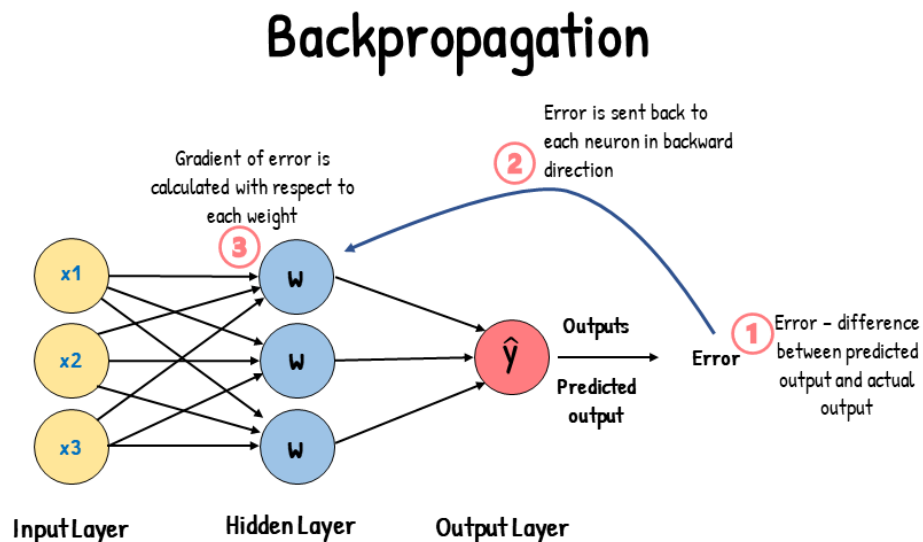 Backpropagation
Error is sent back to
each neuron in backward
direction
2
Gradient of error is
calculated with respect to
each weight
3
x1
x2
x3
w
w
w
ŷ
Outputs
Predicted
output
Error
1
Error – difference
between predicted
output and actual
output
Input Layer
Hidden Layer
Output Layer